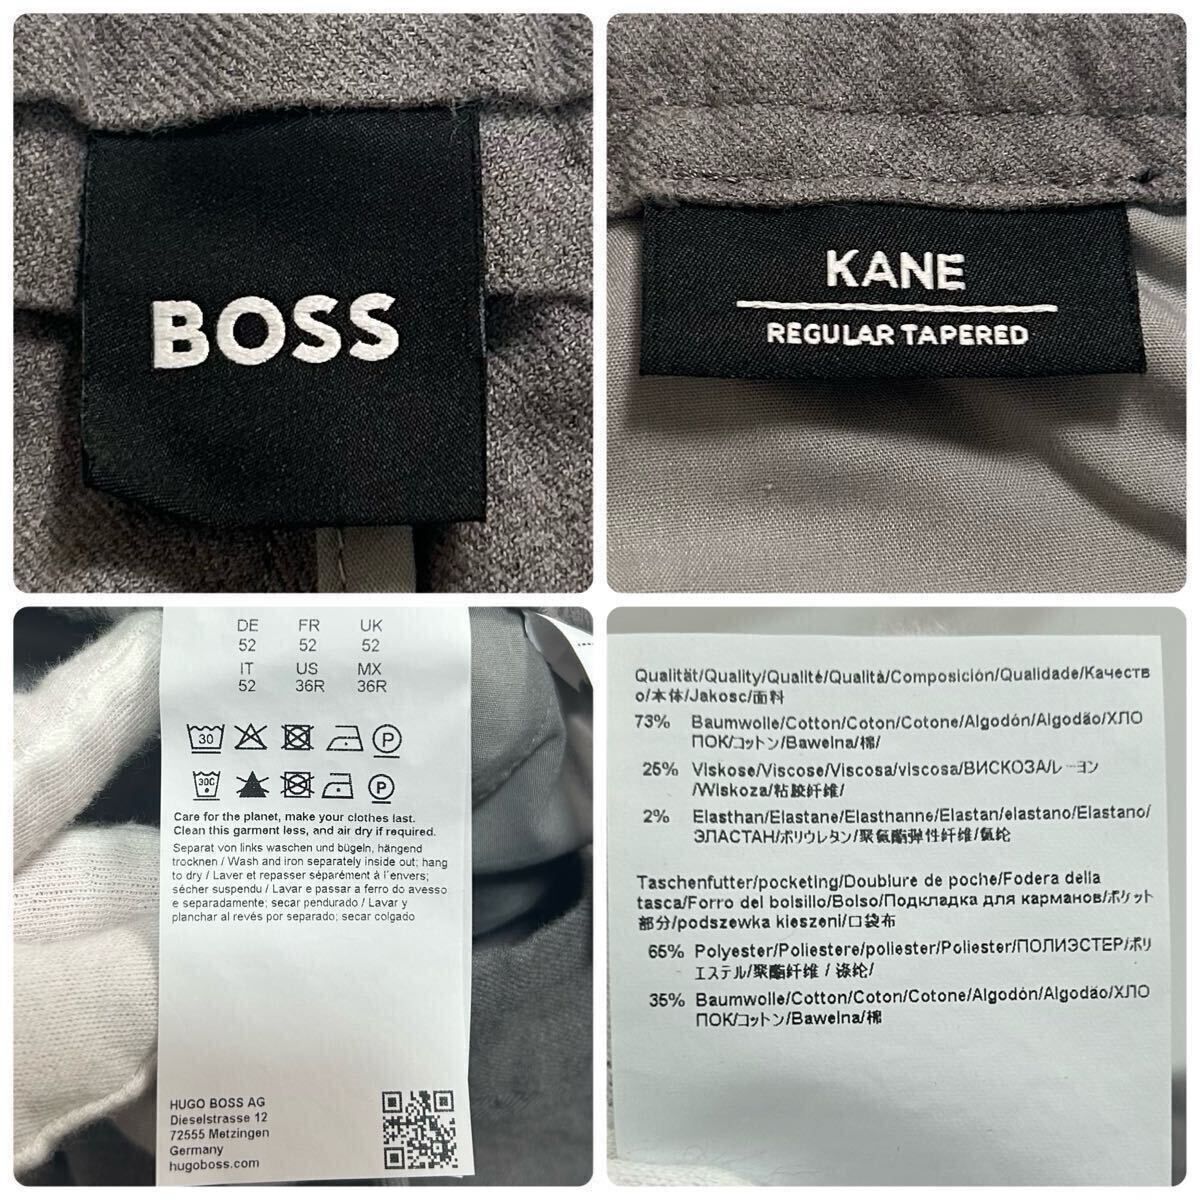 BOSS
KANE
REGULAR TAPERED
DE FR UK
52 52 52
IT US MX
52 36R 36R
30 P
30C P
Care for the planet, make your clothes last.
Clean this garment less, and air dry if required.
Separat von links waschen und bügeln, hängend
trocknen / Wash and iron separately inside out; hang
to dry / Laver et repasser séparément à l´envers;
sécher suspendu / Lavar e passar a ferro do avesso
e separadamente; secar pendurado / Lavar y
planchar al revés por separado; secar colgado
HUGO BOSS AG
Dieselstrasse 12
72555 Metzingen
Germany
hugoboss.com
Qualität/Quality/Qualité/Qualità/Composición/Qualidade/Качеств
о/本体/Jakosc/面料
73% Baumwolle/Cotton/Coton/Cotone/Algodón/Algodão/ХЛО
ПОК/コットン/Bawelna/棉/
25% Viskose/Viscose/Viscosa/viscosa/ВИСКОЗА/レーヨン
/Wiskoza/粘胶纤维/
2% Elasthan/Elastane/Elasthanne/Elastan/elastano/Elastano/
ЭЛАСТАН/ポリウレタン/聚氨酯弹性纤维/氨纶
Taschenfutter/pocketing/Doublure de poche/Fodera della
tasca/Forro del bolsillo/Bolso/Подкладка для карманов/ポケット
部分/podszewka kieszeni/口袋布
65% Polyester/Poliestere/poliester/Poliester/ПОЛИЭСТЕР/ポリ
エステル/聚酯纤维 / 涤纶/
35% Baumwolle/Cotton/Coton/Cotone/Algodón/Algodão/ХЛО
ПОК/コットン/Bawelna/棉